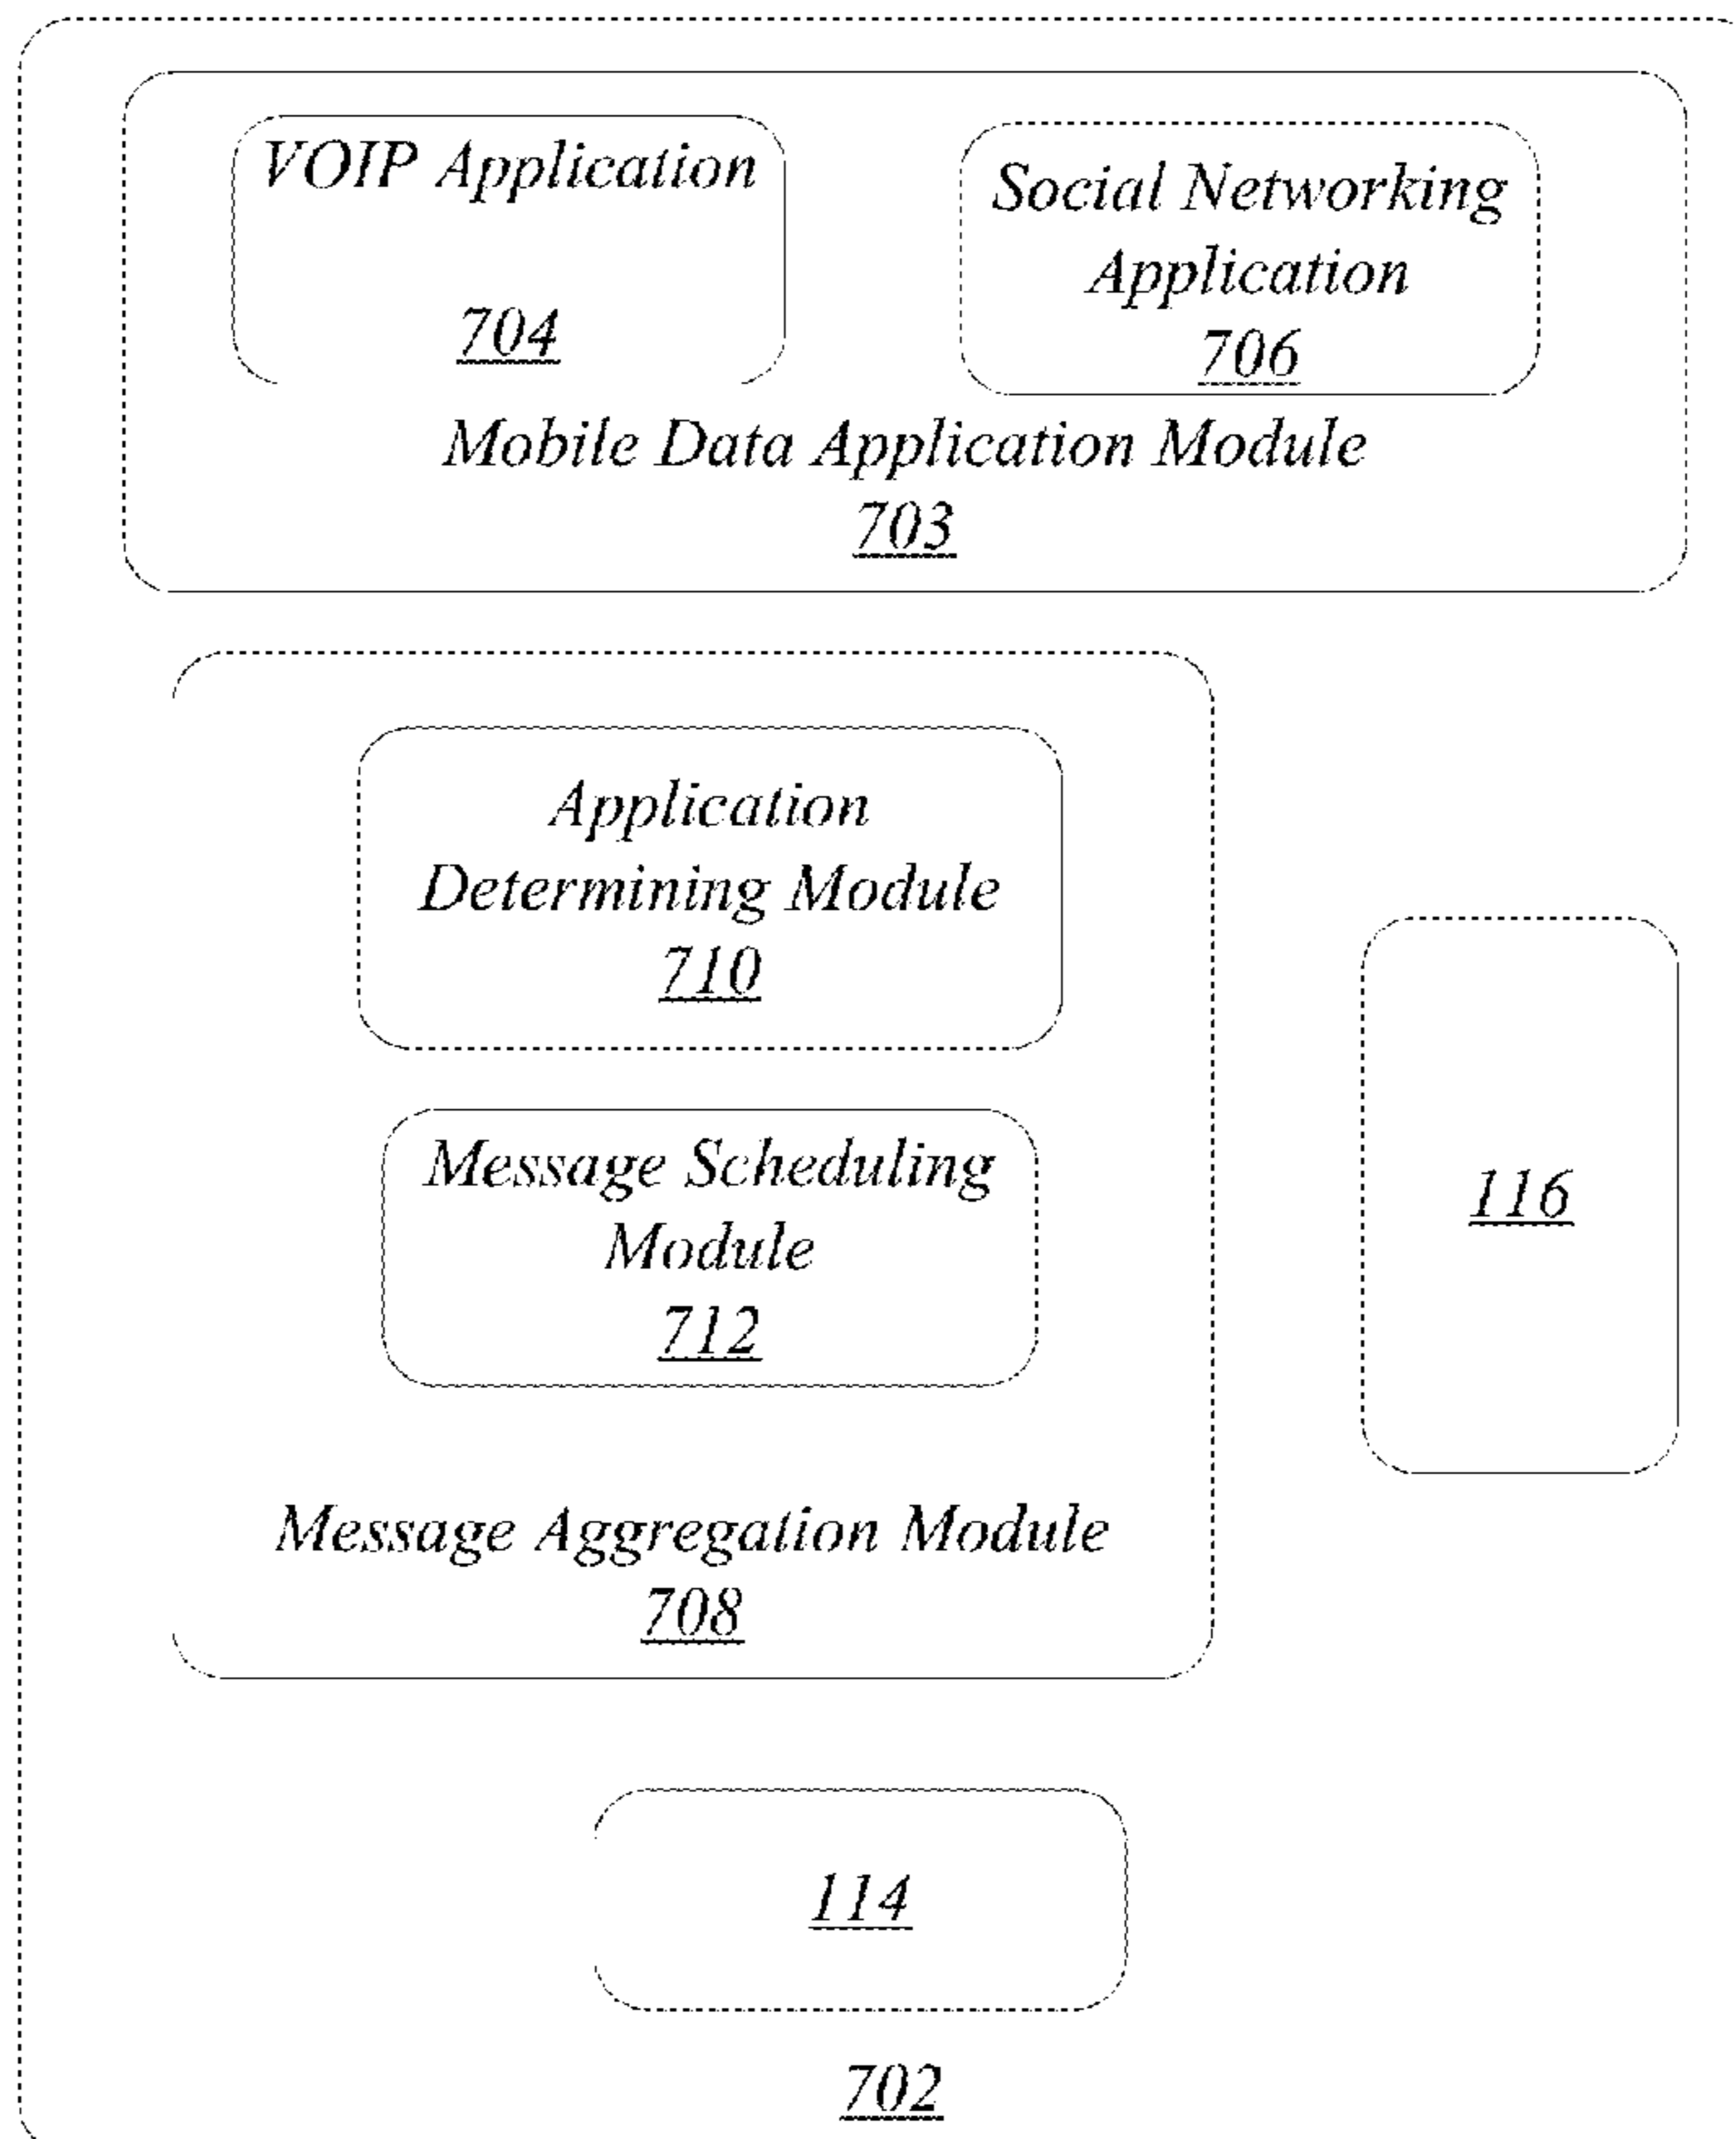 VOIP Application
704
Social Networking
Application
706
Mobile Data Application Module
703
Application
Determining Module
710
Message Scheduling
Module
712
116
Message Aggregation Module
708
114
702